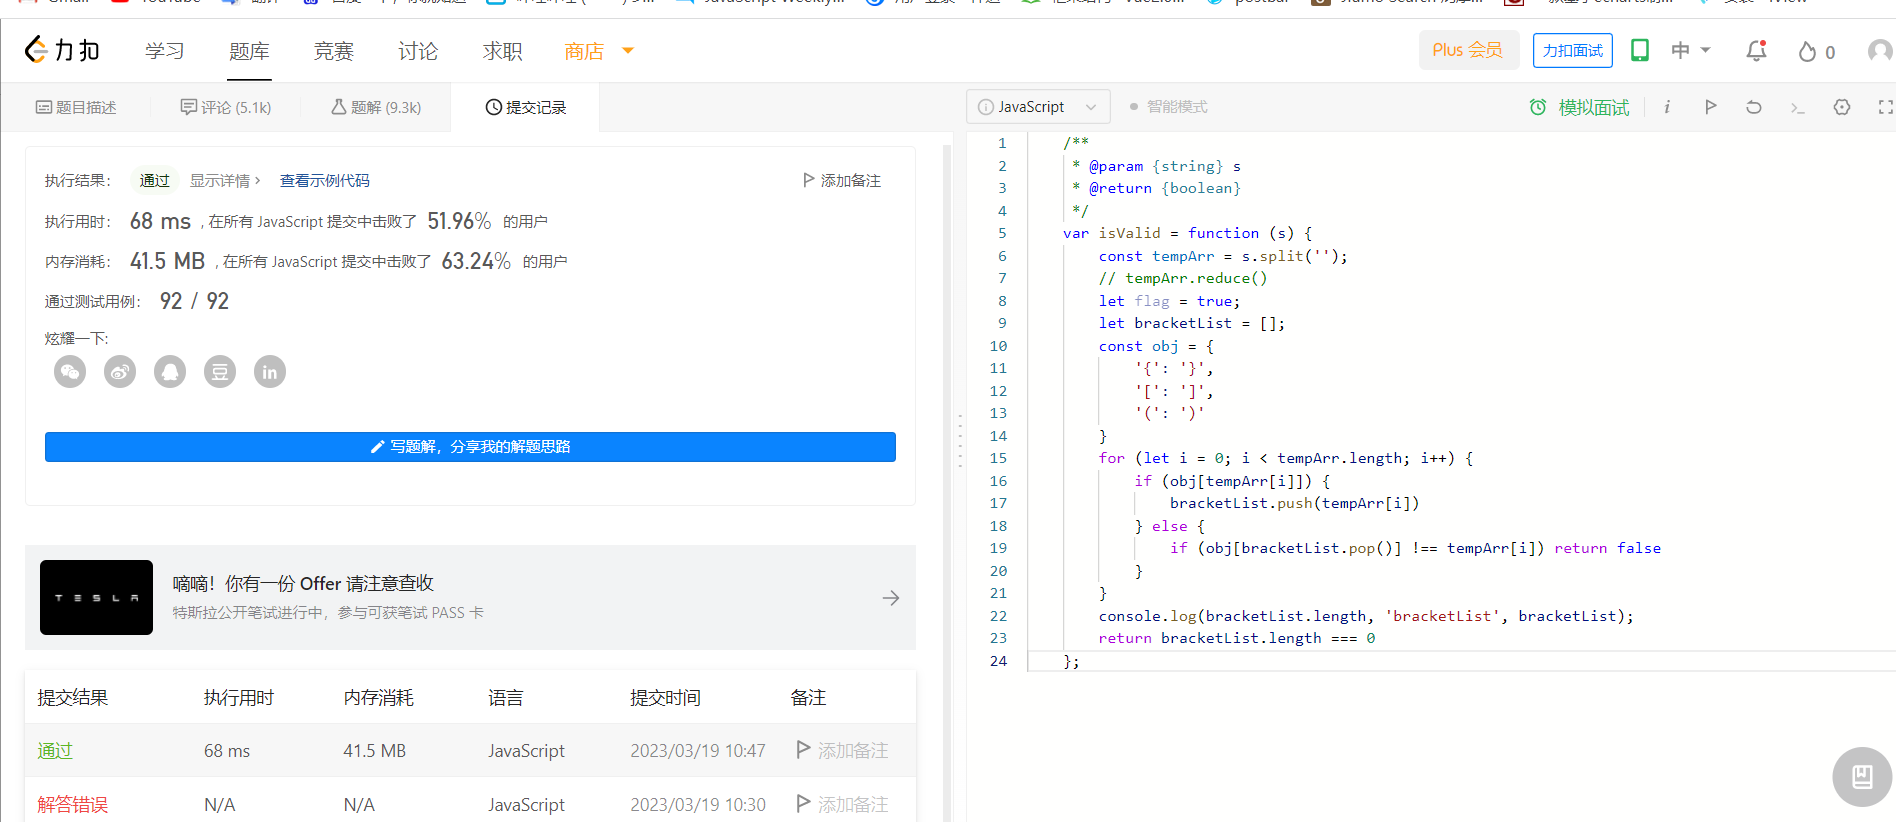 Gmail
YouTube
翻译
JavaScript Weekly...
postbar
力扣
学习
题库
竞赛
讨论
求职
商店
Plus 会员
力扣面试
中
0
题目描述
评论 (5.1k)
题解 (9.3k)
提交记录
JavaScript
智能模式
模拟面试
执行结果：
通过
显示详情 >
查看示例代码
添加备注
执行用时：
68 ms , 在所有 JavaScript 提交中击败了 51.96% 的用户
内存消耗：
41.5 MB , 在所有 JavaScript 提交中击败了 63.24% 的用户
通过测试用例：
92 / 92
炫耀一下:
写题解，分享我的解题思路
TESLA
嘀嘀！你有一份 Offer 请注意查收
特斯拉公开笔试进行中，参与可获笔试 PASS 卡
提交结果 执行用时 内存消耗 语言 提交时间 备注
通过 68 ms 41.5 MB JavaScript 2023/03/19 10:47 添加备注
解答错误 N/A N/A JavaScript 2023/03/19 10:30 添加备注
1 /**
2 * @param {string} s
3 * @return {boolean}
4 */
5 var isValid = function (s) {
6 const tempArr = s.split('');
7 // tempArr.reduce()
8 let flag = true;
9 let bracketList = [];
10 const obj = {
11 '{': '}',
12 '[': ']',
13 '(': ')'
14 }
15 for (let i = 0; i < tempArr.length; i++) {
16 if (obj[tempArr[i]]) {
17 bracketList.push(tempArr[i])
18 } else {
19 if (obj[bracketList.pop()] !== tempArr[i]) return false
20 }
21 }
22 console.log(bracketList.length, 'bracketList', bracketList);
23 return bracketList.length === 0
24 };